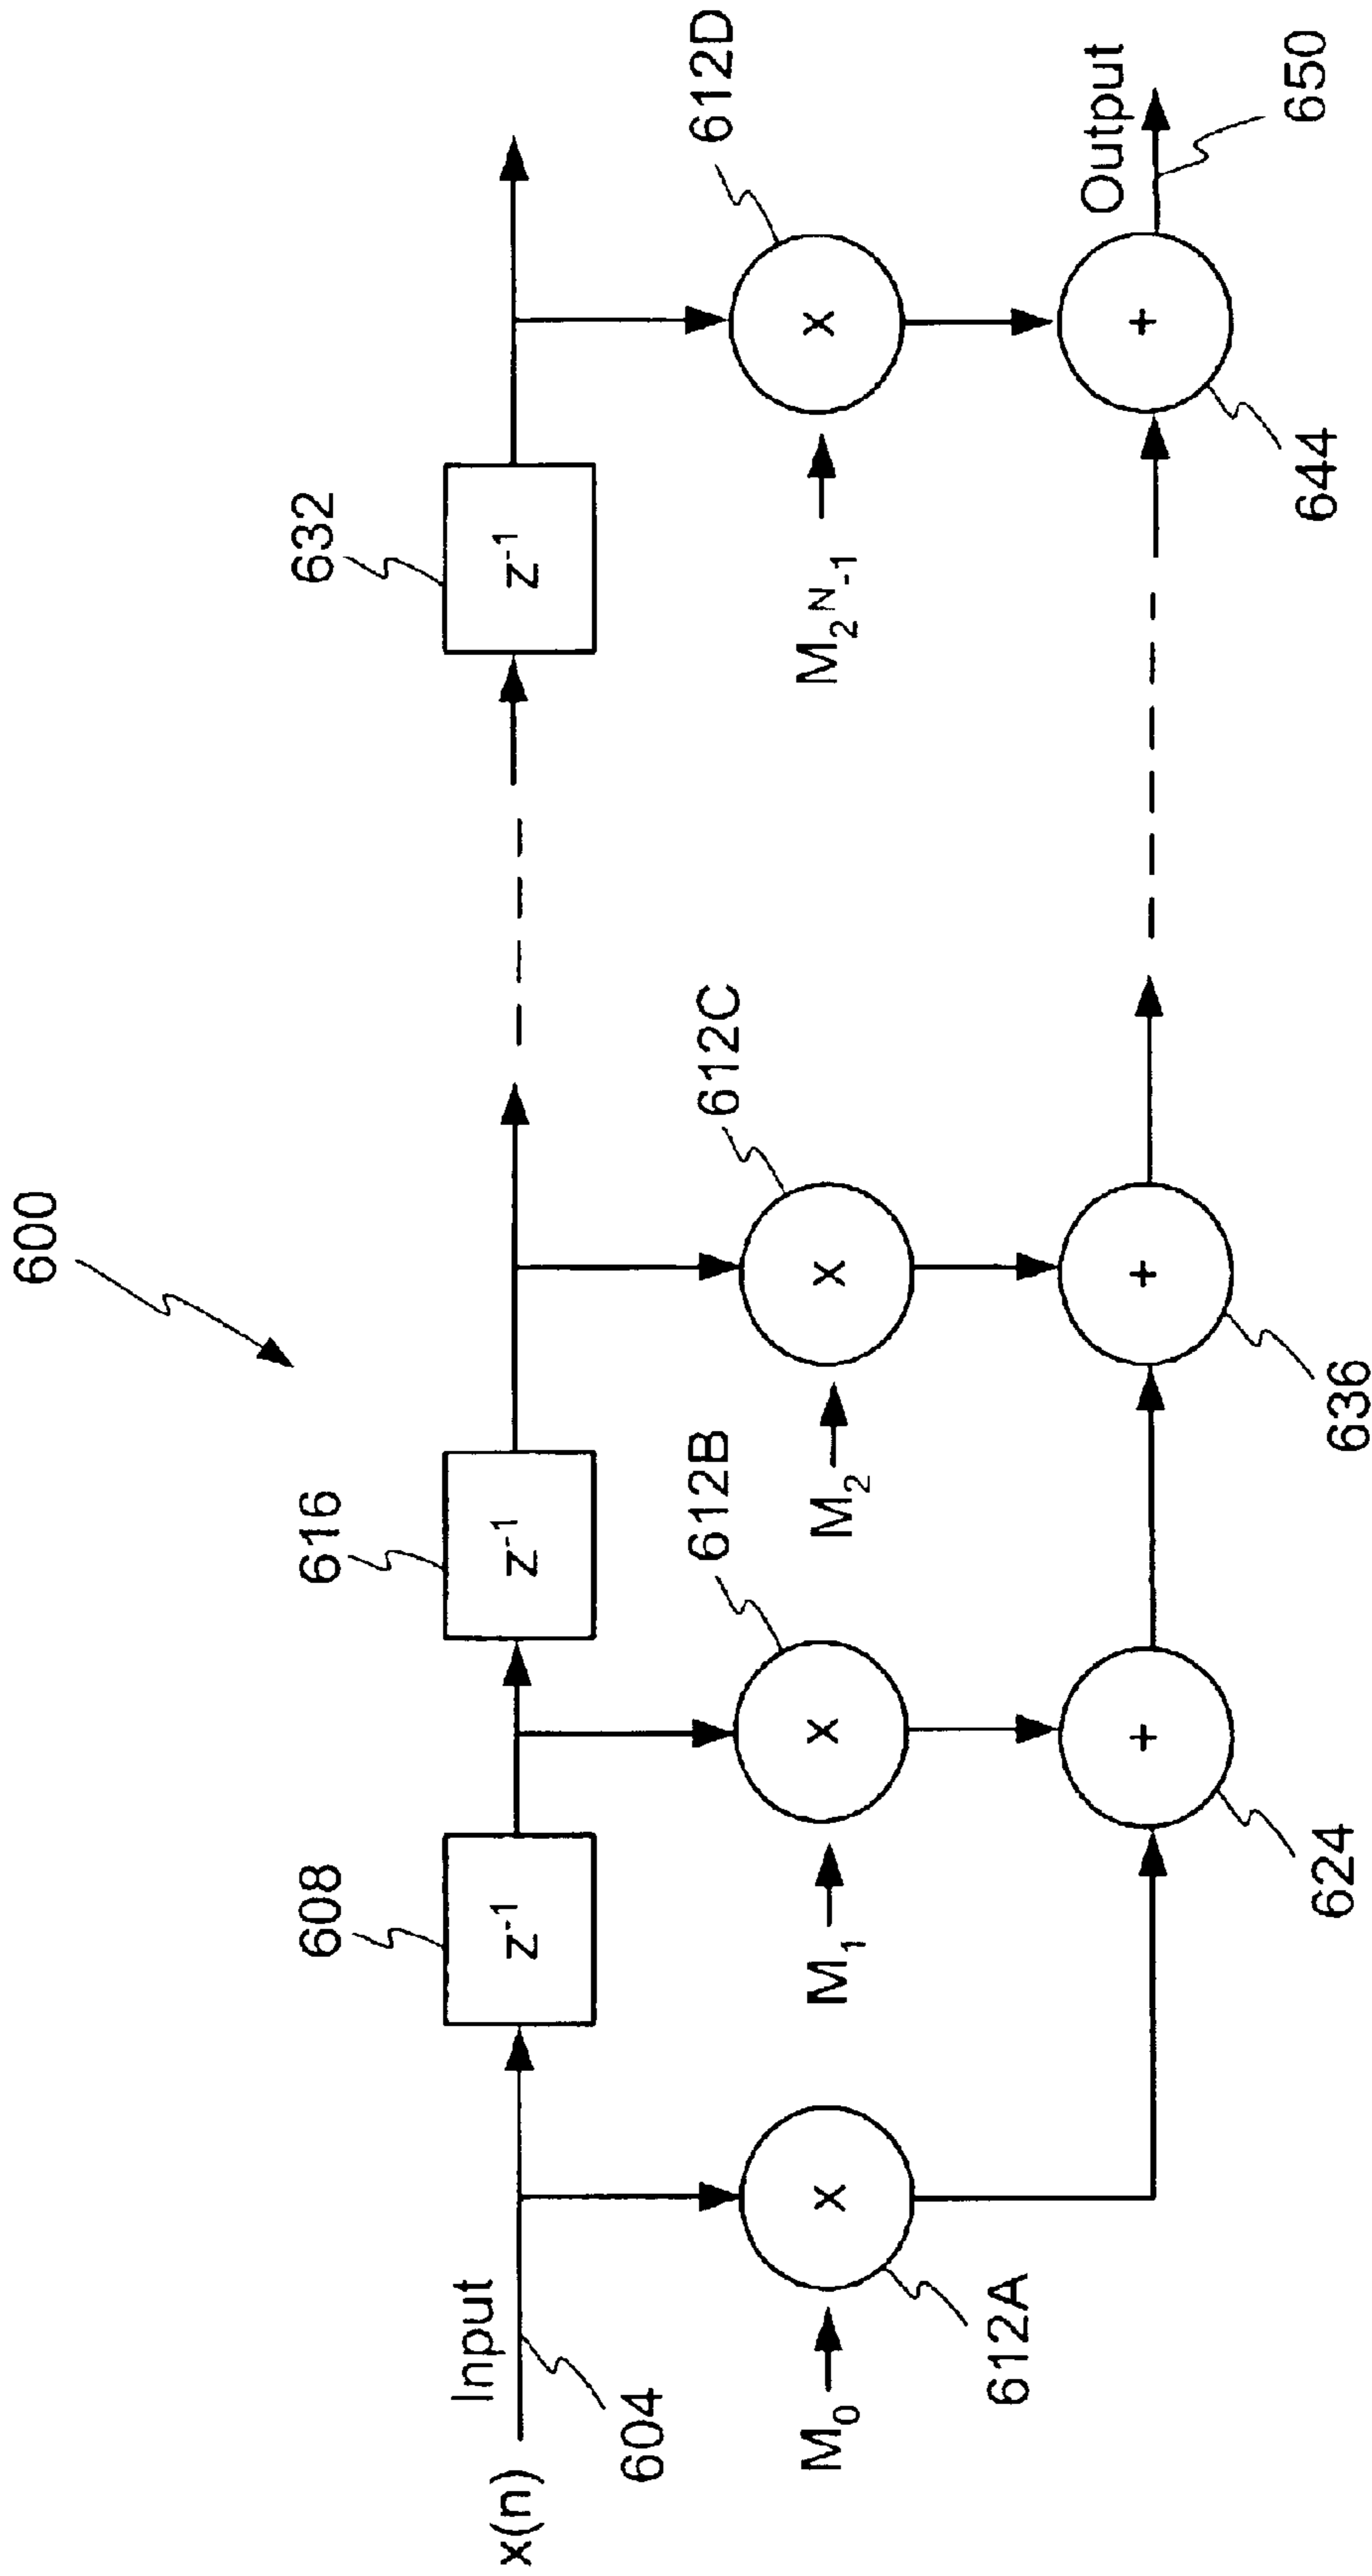 600
632
616
608
Input
x(n)
604
z⁻¹
z⁻¹
z⁻¹
612A
612B
612C
612D
x
x
x
x
M₀
M₁
M₂
M₂ᴺ₋₁
+
+
+
624
636
644
Output
650